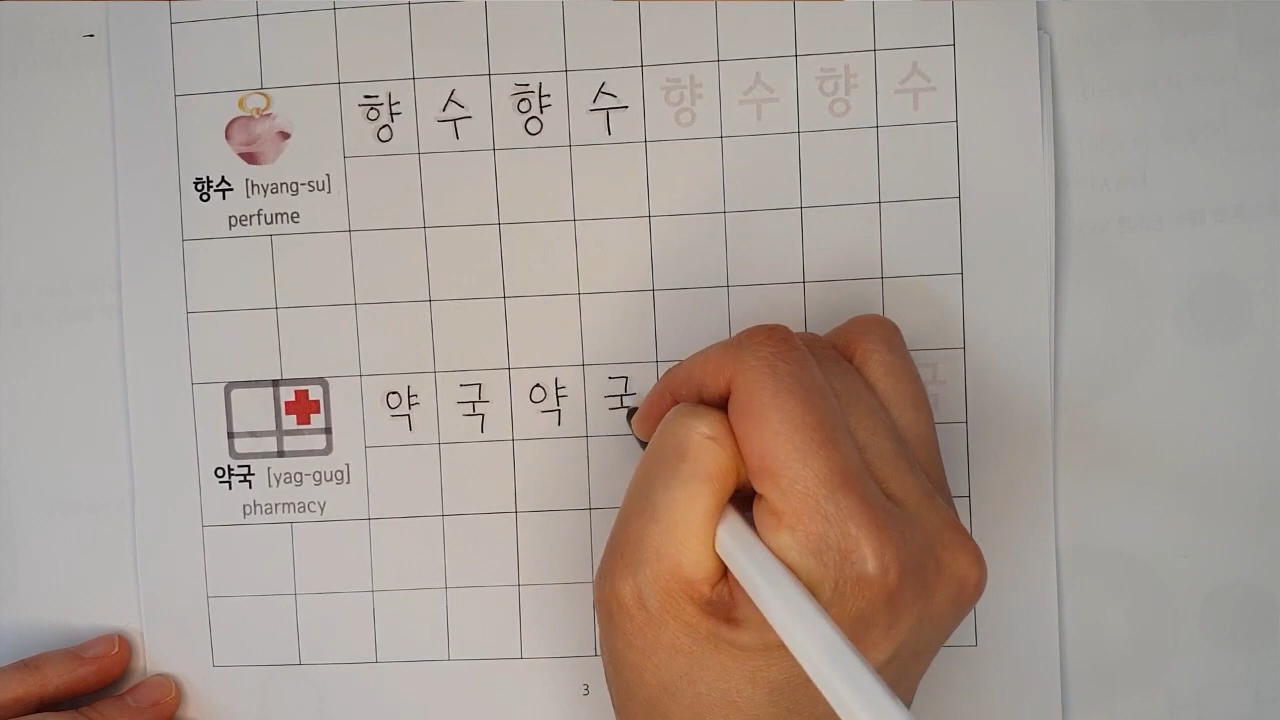 향 수 향 수 향 수 향 수
향수 [hyang-su]
perfume
약 국 약 국 국
약국 [yag-gug]
pharmacy
3